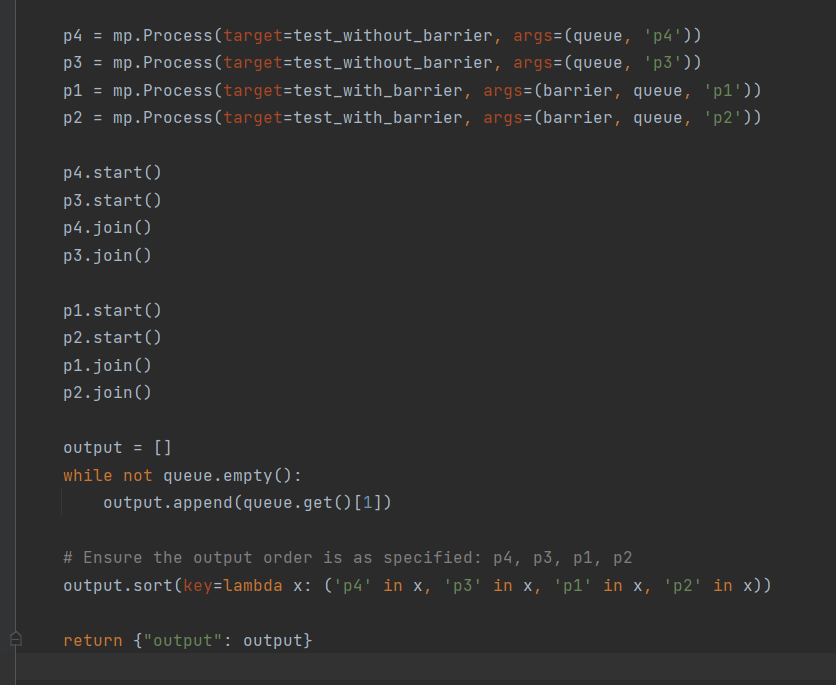 p4 = mp.Process(target=test_without_barrier, args=(queue, 'p4'))
p3 = mp.Process(target=test_without_barrier, args=(queue, 'p3'))
p1 = mp.Process(target=test_with_barrier, args=(barrier, queue, 'p1'))
p2 = mp.Process(target=test_with_barrier, args=(barrier, queue, 'p2'))

p4.start()
p3.start()
p4.join()
p3.join()

p1.start()
p2.start()
p1.join()
p2.join()

output = []
while not queue.empty():
    output.append(queue.get()[1])

# Ensure the output order is as specified: p4, p3, p1, p2
output.sort(key=lambda x: ('p4' in x, 'p3' in x, 'p1' in x, 'p2' in x))

return {"output": output}